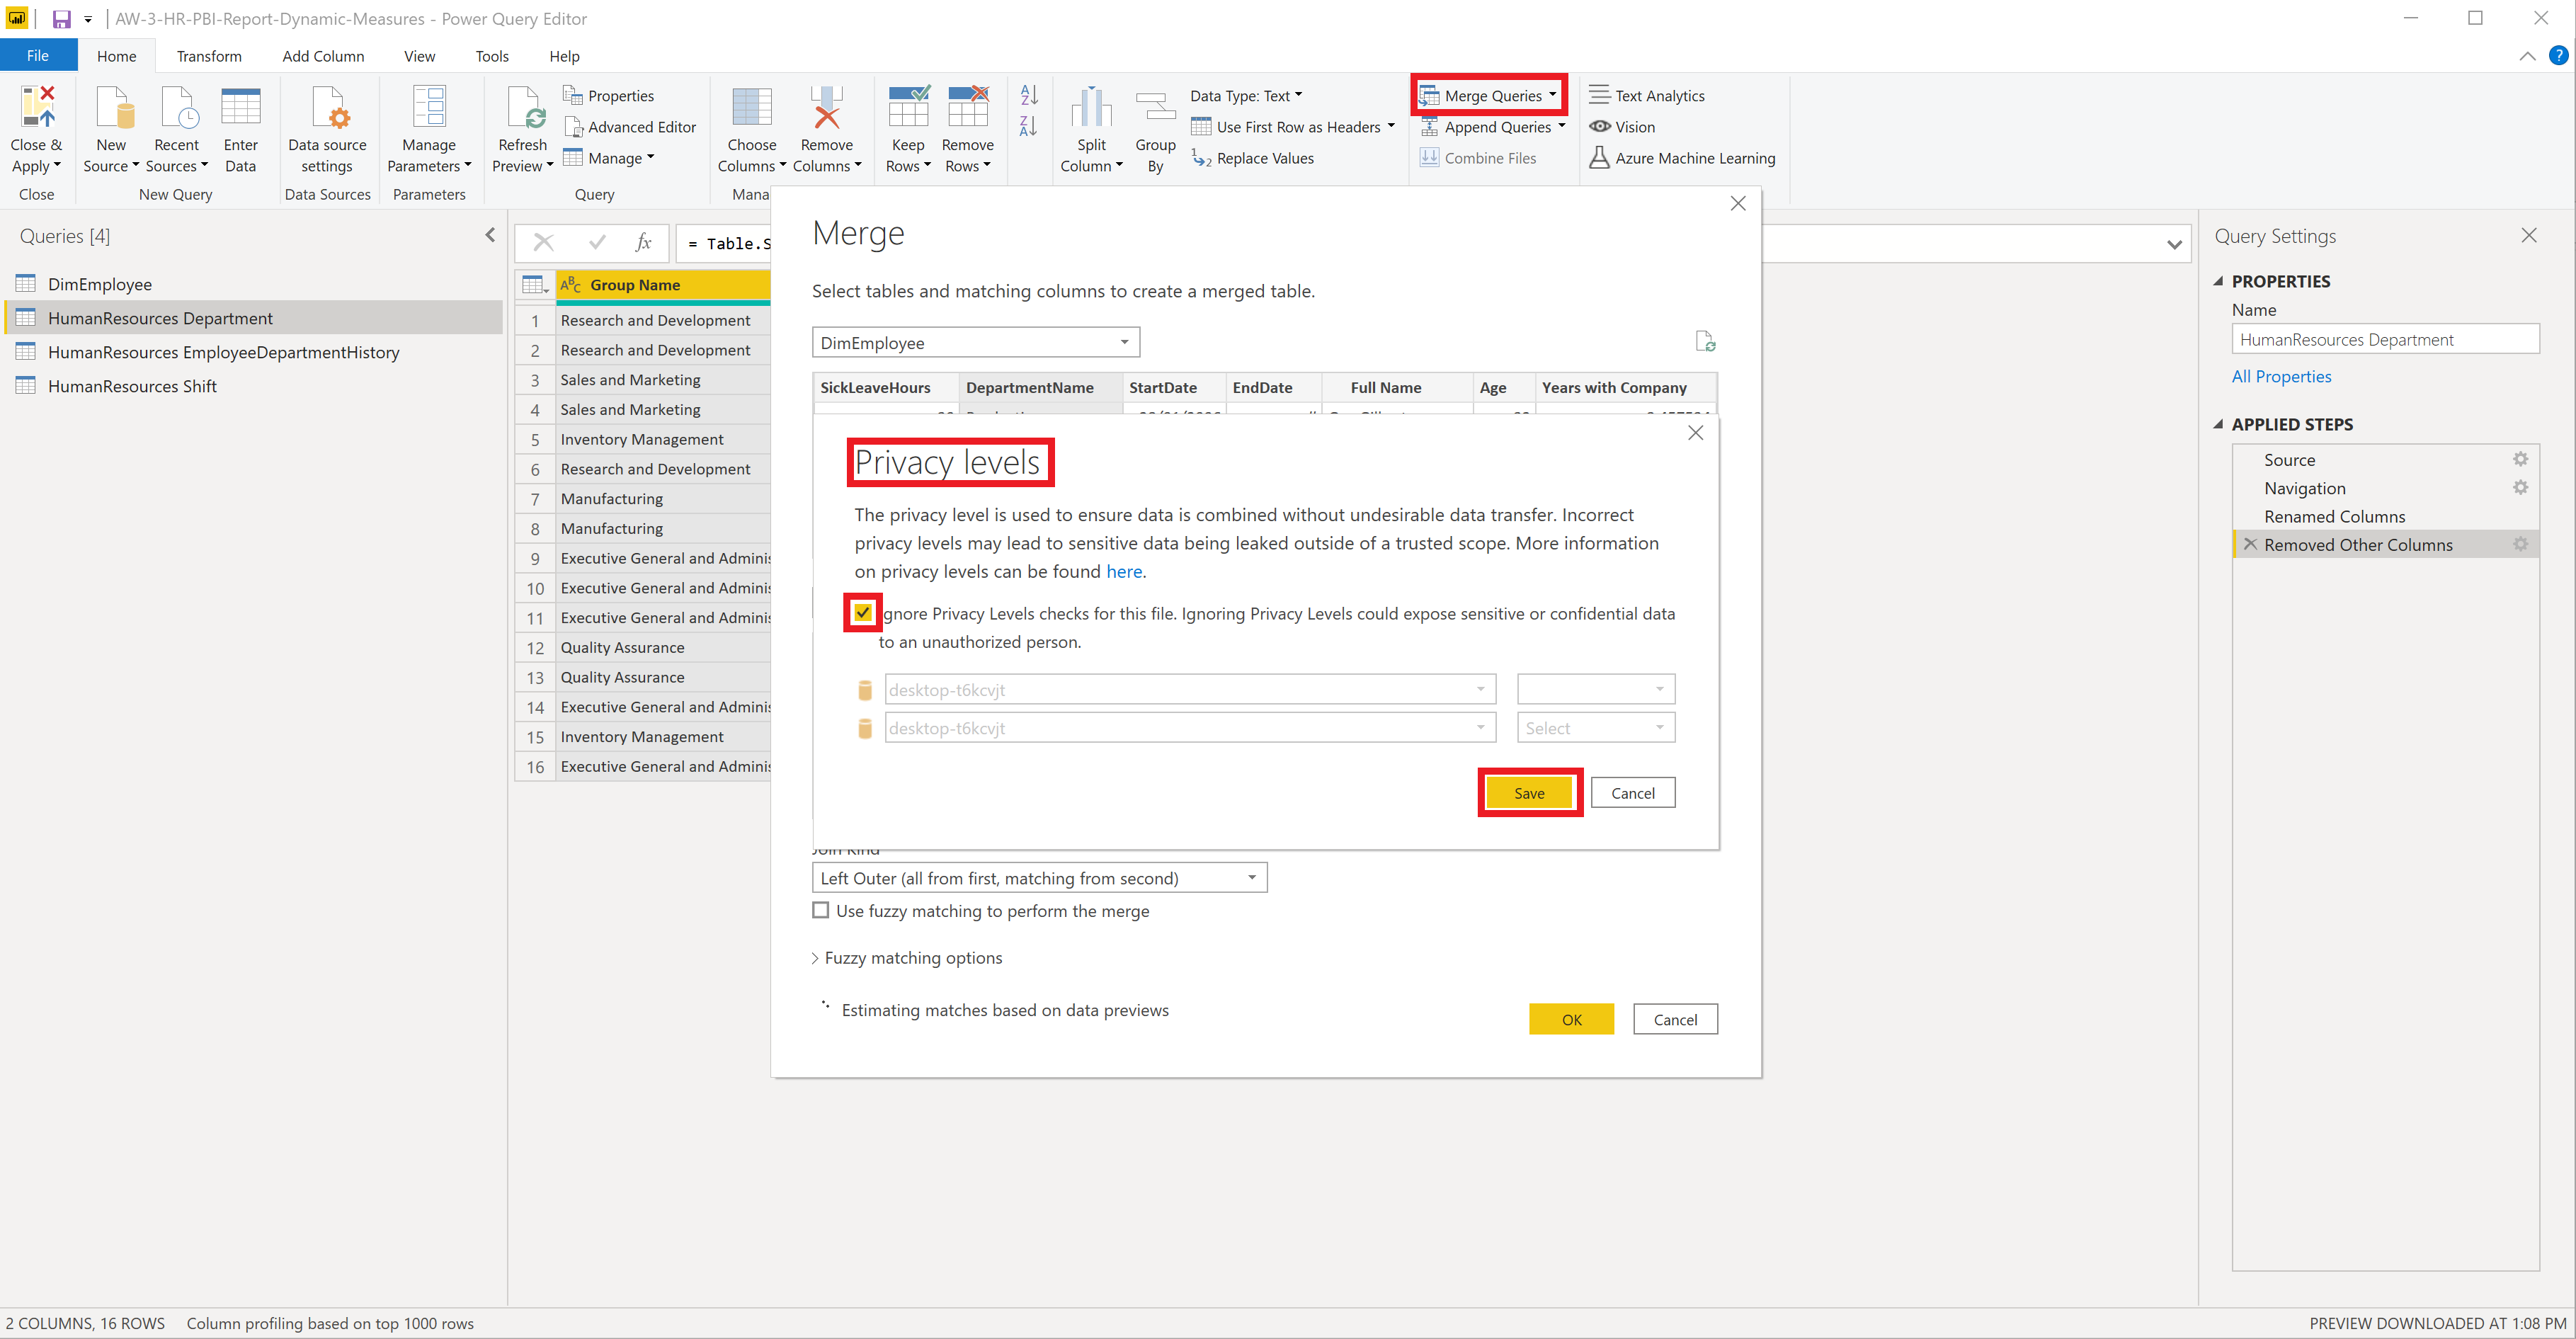 AW-3-HR-PBI-Report-Dynamic-Measures - Power Query Editor
File Home Transform Add Column View Tools Help
Close & Apply
Close
New Source
Recent Sources
Enter Data
New Query
Data source settings
Data Sources
Manage Parameters
Parameters
Refresh Preview
Properties
Advanced Editor
Manage
Query
Choose Columns
Remove Columns
Mana
Keep Rows
Remove Rows
Split Column
Group By
Data Type: Text
Use First Row as Headers
Replace Values
Merge Queries
Append Queries
Combine Files
Text Analytics
Vision
Azure Machine Learning
Queries [4]
DimEmployee
HumanResources Department
HumanResources EmployeeDepartmentHistory
HumanResources Shift
fx = Table.S
Group Name
1 Research and Development
2 Research and Development
3 Sales and Marketing
4 Sales and Marketing
5 Inventory Management
6 Research and Development
7 Manufacturing
8 Manufacturing
9 Executive General and Adminis
10 Executive General and Adminis
11 Executive General and Adminis
12 Quality Assurance
13 Quality Assurance
14 Executive General and Adminis
15 Inventory Management
16 Executive General and Adminis
Merge
Select tables and matching columns to create a merged table.
DimEmployee
SickLeaveHours DepartmentName StartDate EndDate Full Name Age Years with Company
Privacy levels
The privacy level is used to ensure data is combined without undesirable data transfer. Incorrect
privacy levels may lead to sensitive data being leaked outside of a trusted scope. More information
on privacy levels can be found here.
gnore Privacy Levels checks for this file. Ignoring Privacy Levels could expose sensitive or confidential data
to an unauthorized person.
desktop-t6kcvjt
desktop-t6kcvjt Select
Save Cancel
Join Kind
Left Outer (all from first, matching from second)
Use fuzzy matching to perform the merge
Fuzzy matching options
Estimating matches based on data previews
OK Cancel
Query Settings
PROPERTIES
Name
HumanResources Department
All Properties
APPLIED STEPS
Source
Navigation
Renamed Columns
Removed Other Columns
2 COLUMNS, 16 ROWS Column profiling based on top 1000 rows
PREVIEW DOWNLOADED AT 1:08 PM